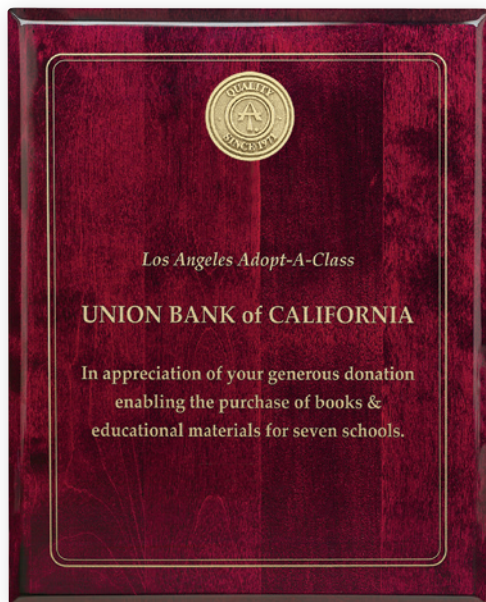 QUALITY
SINCE 1971
Los Angeles Adopt-A-Class
UNION BANK of CALIFORNIA
In appreciation of your generous donation
enabling the purchase of books &
educational materials for seven schools.